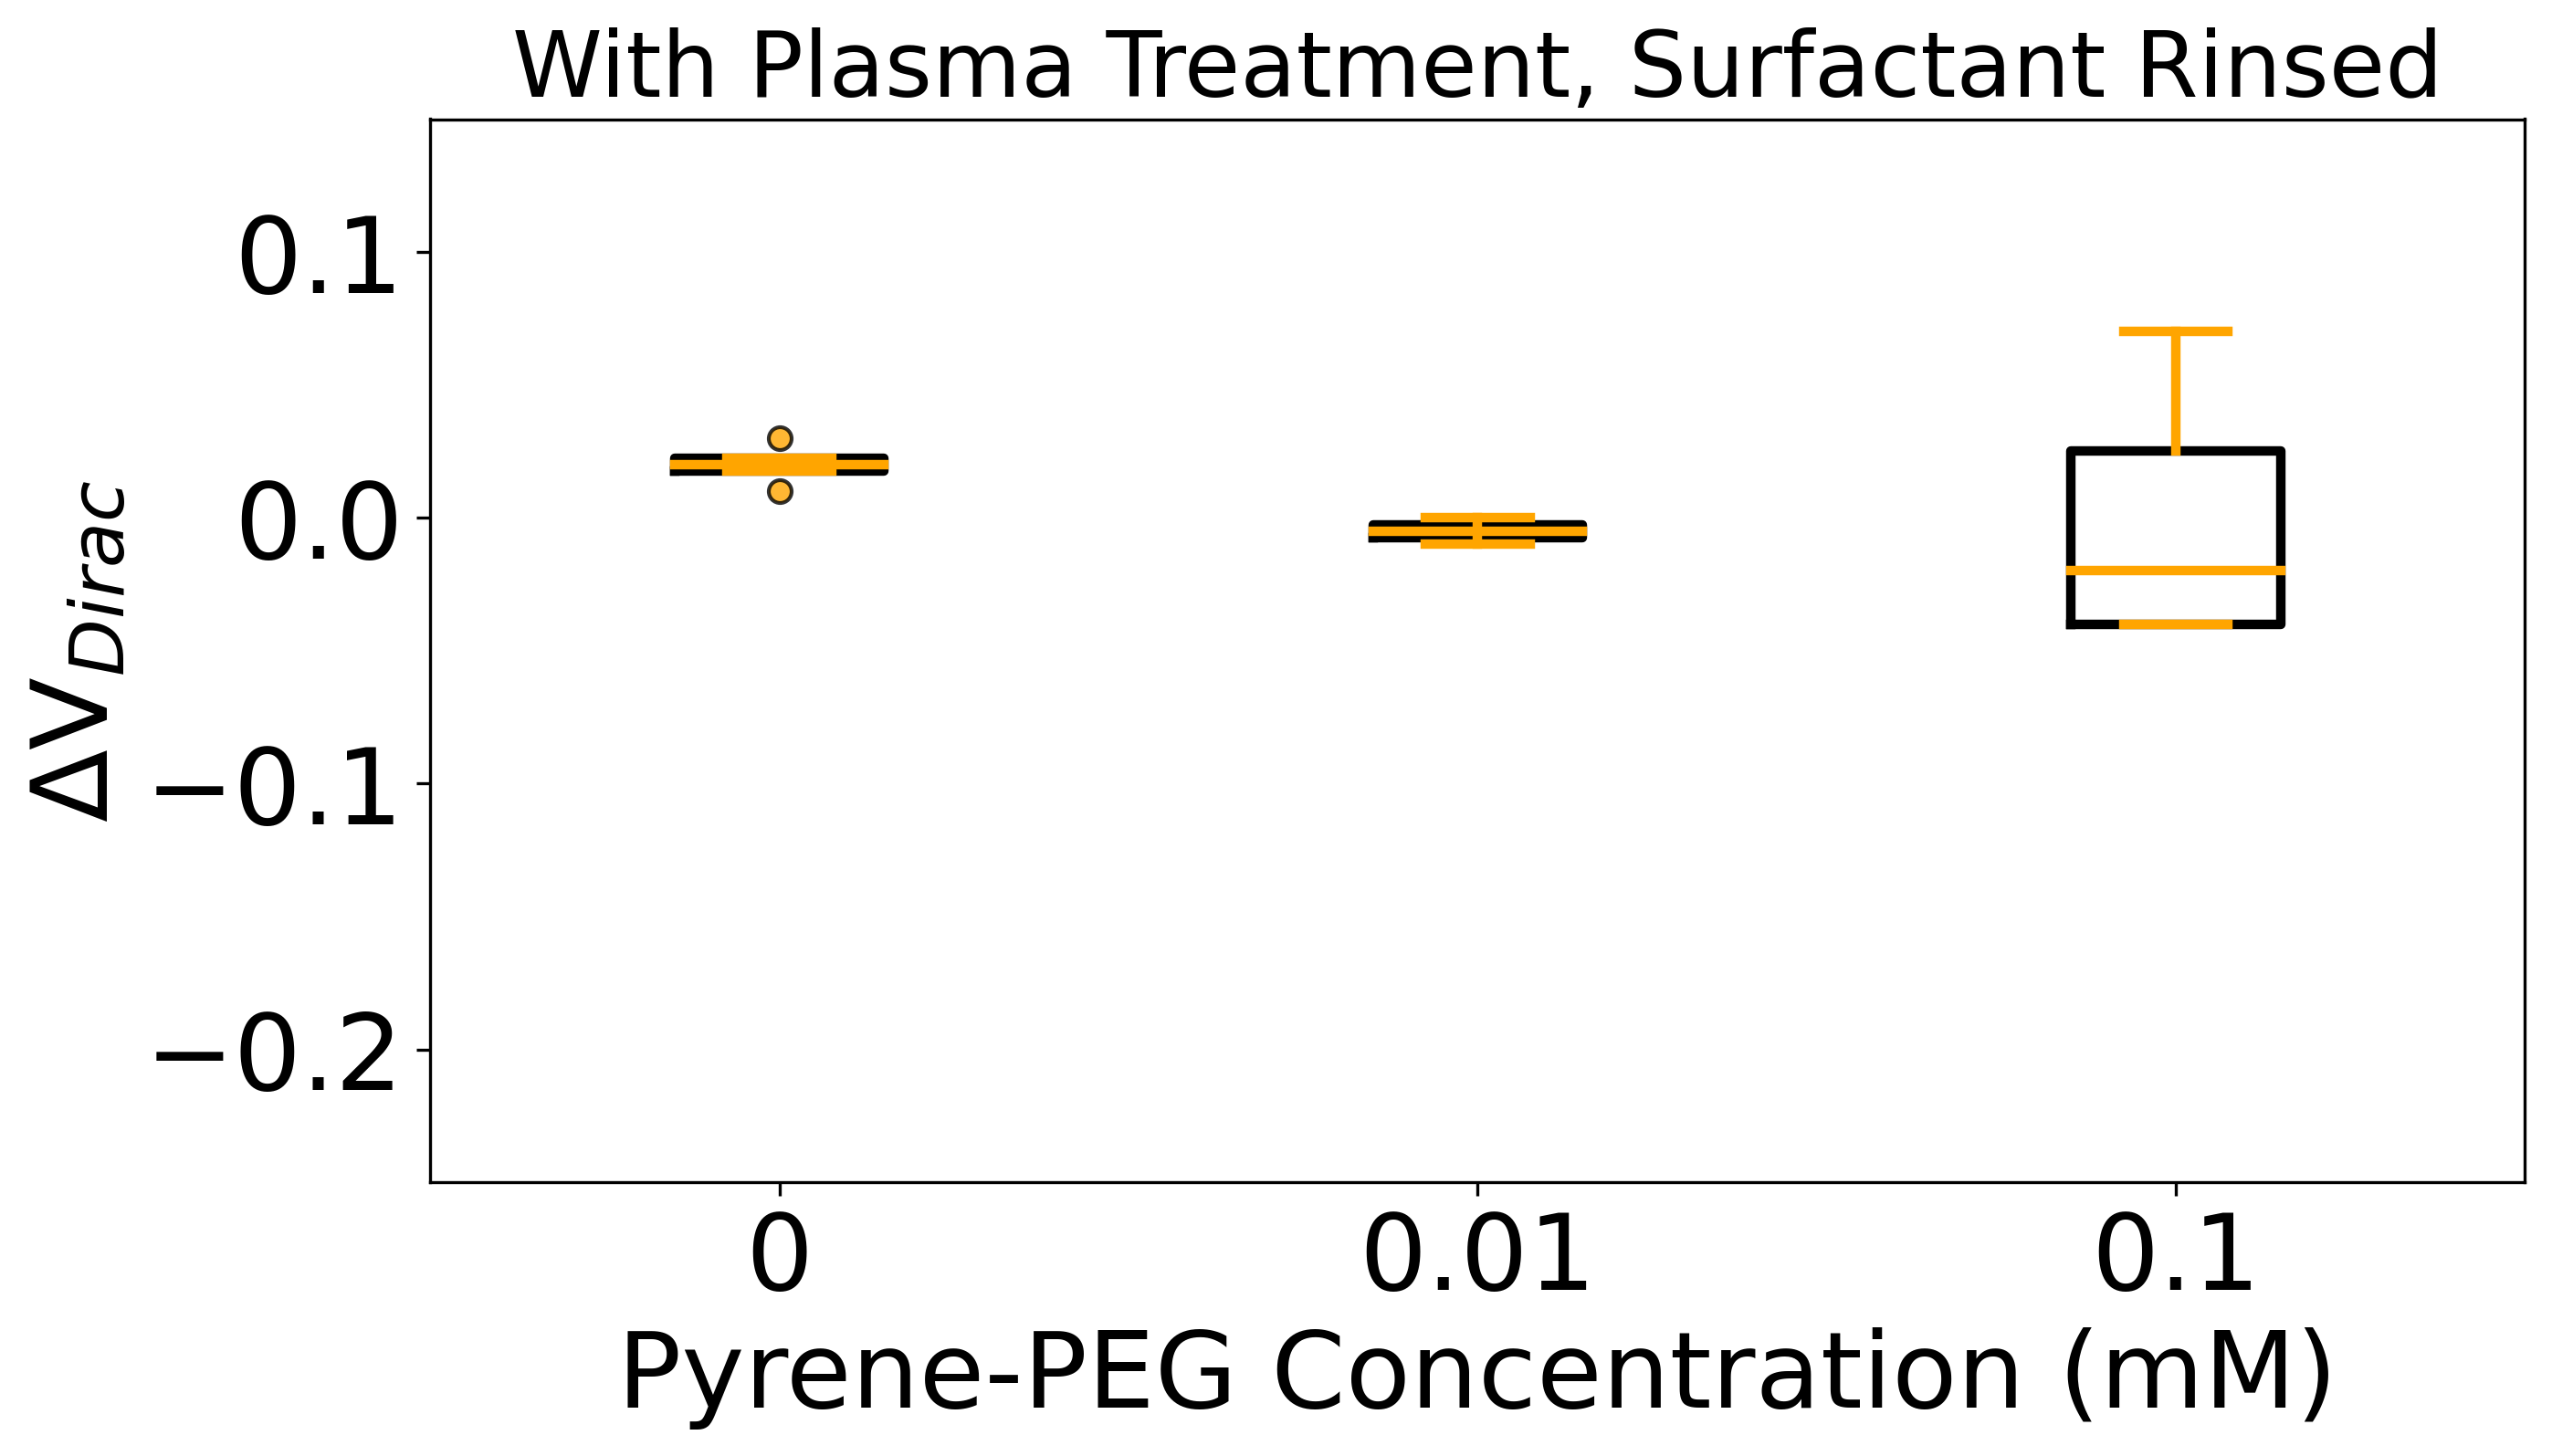 With Plasma Treatment, Surfactant Rinsed
0.1
0.0
−0.1
−0.2
ΔV_Dirac
0
0.01
0.1
Pyrene-PEG Concentration (mM)